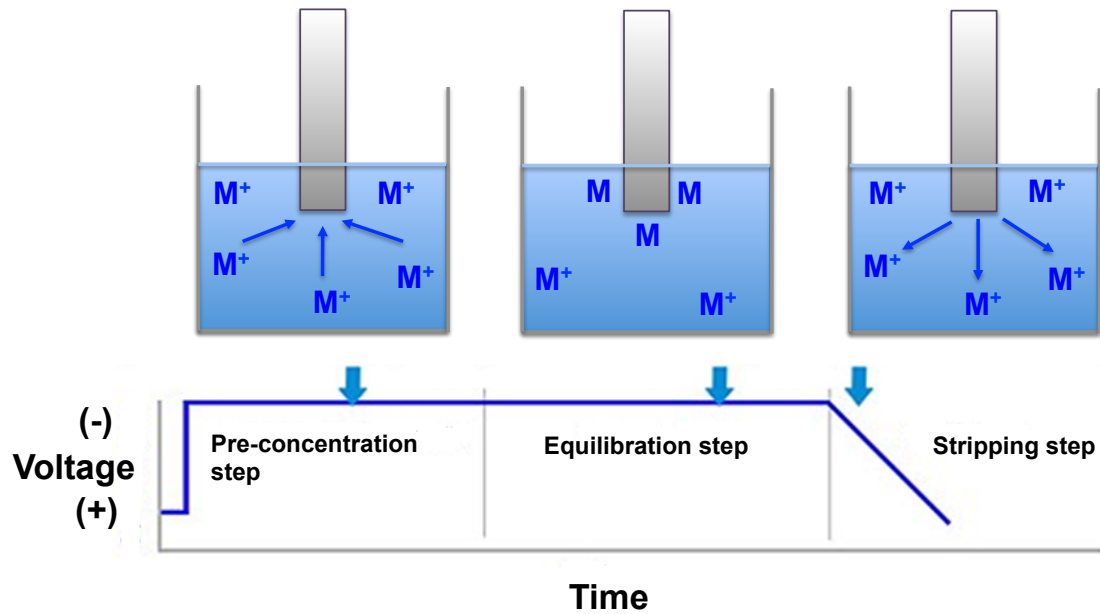 M⁺ M⁺
M⁺ M⁺
M⁺
M M
M
M⁺
M⁺
M⁺ M⁺
M⁺ M⁺
M⁺
(-)
Voltage
(+)
Pre-concentration
step
Equilibration step
Stripping step
Time